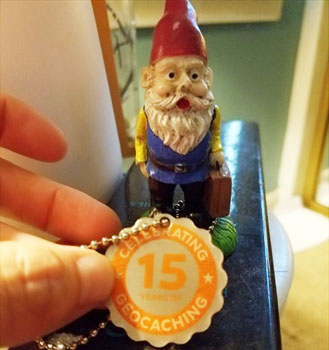 CELEBRATING
15
YEARS OF
GEOCACHING